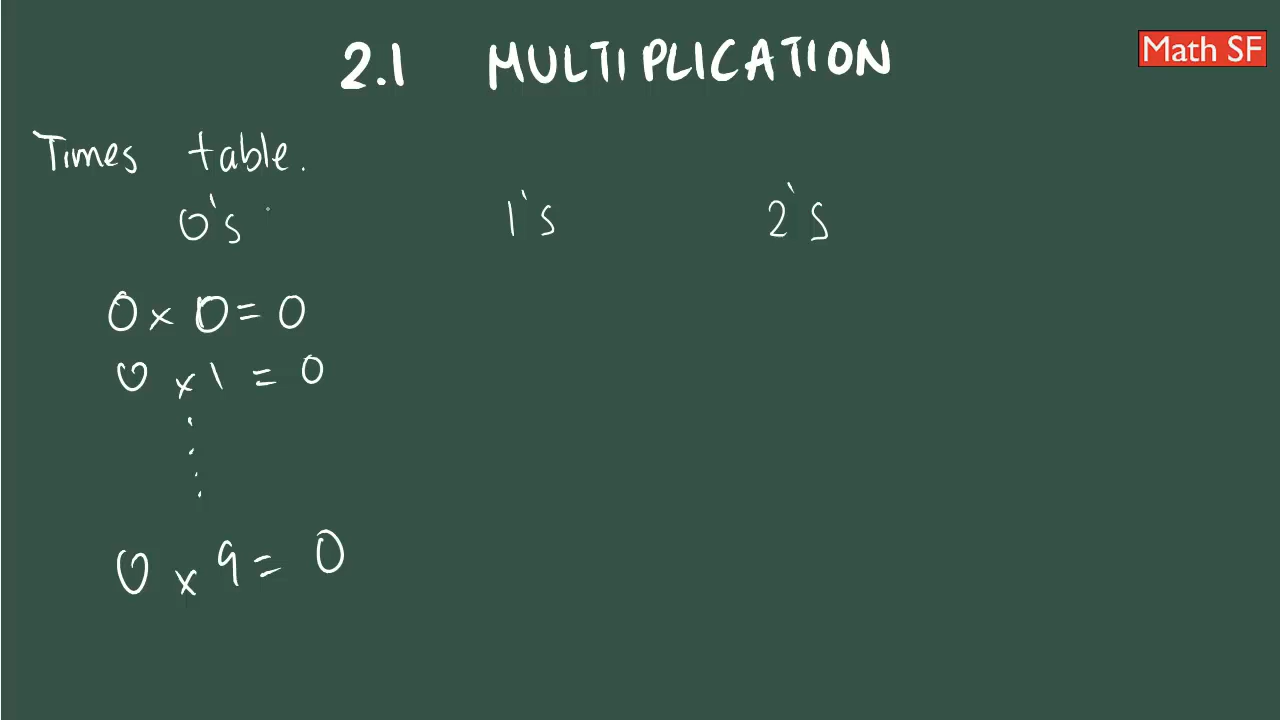 2.1 MULTIPLICATION
Math SF
Times table.
0's 1's 2's
0 × 0 = 0
0 × 1 = 0
0 × 9 = 0